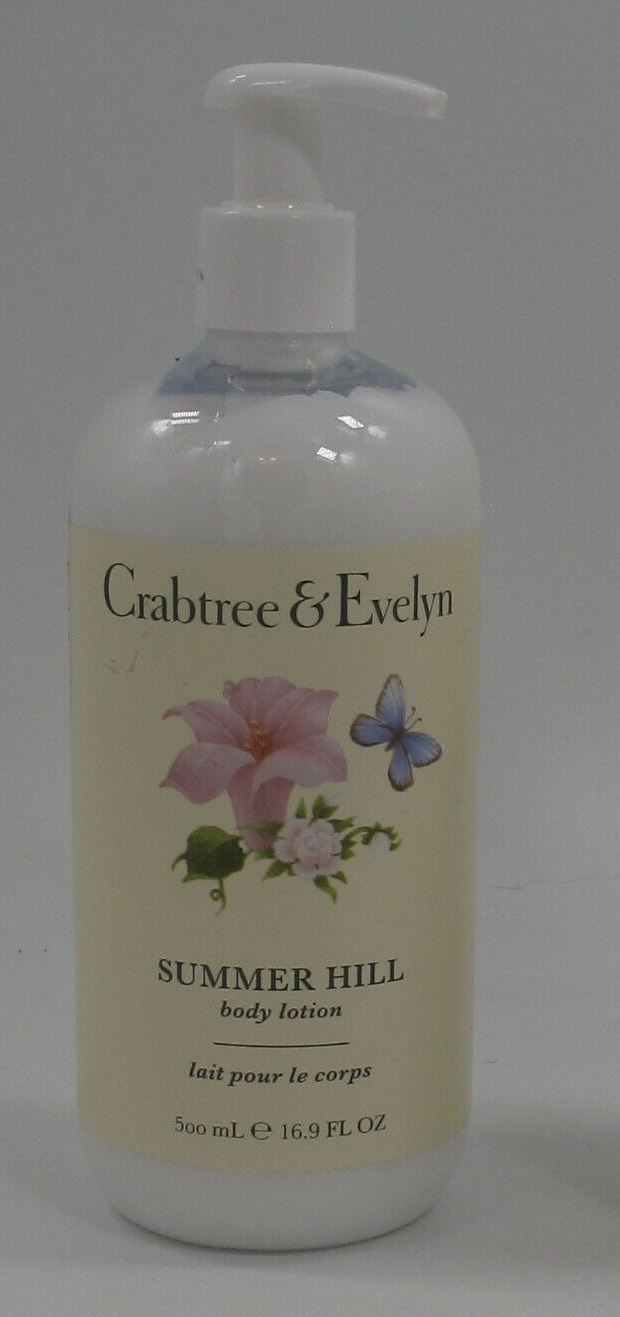 Crabtree & Evelyn
SUMMER HILL
body lotion
lait pour le corps
500 mL ℮ 16.9 FL OZ